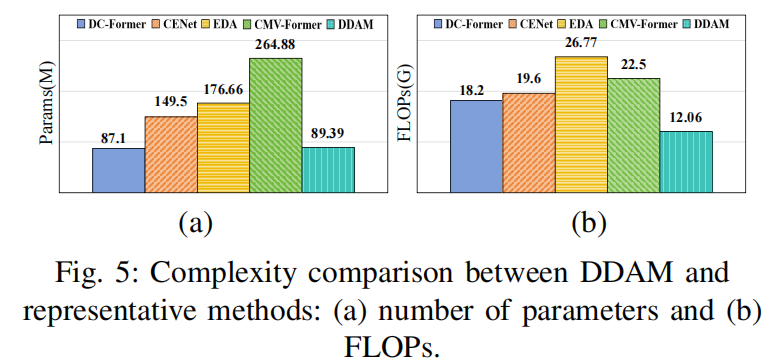 DC-Former CENet EDA CMV-Former DDAM
264.88
176.66
149.5
87.1
89.39
Params(M)
(a)
DC-Former CENet EDA CMV-Former DDAM
26.77
22.5
18.2
19.6
12.06
FLOPs(G)
(b)
Fig. 5: Complexity comparison between DDAM and
representative methods: (a) number of parameters and (b)
FLOPs.